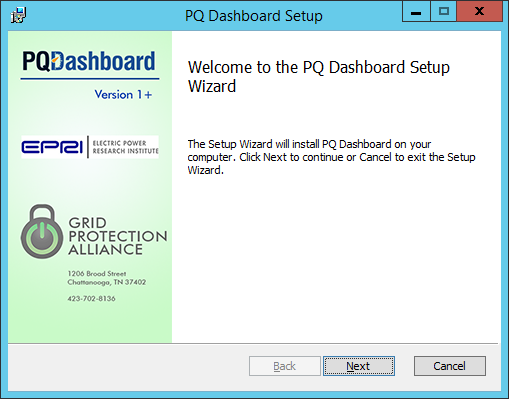 PQ Dashboard Setup
PQDashboard
Version 1+
EPRI
ELECTRIC POWER
RESEARCH INSTITUTE
GRID
PROTECTION
ALLIANCE
1206 Broad Street
Chattanooga, TN 37402
423-702-8136
Welcome to the PQ Dashboard Setup
Wizard
The Setup Wizard will install PQ Dashboard on your
computer. Click Next to continue or Cancel to exit the Setup
Wizard.
Back
Next
Cancel